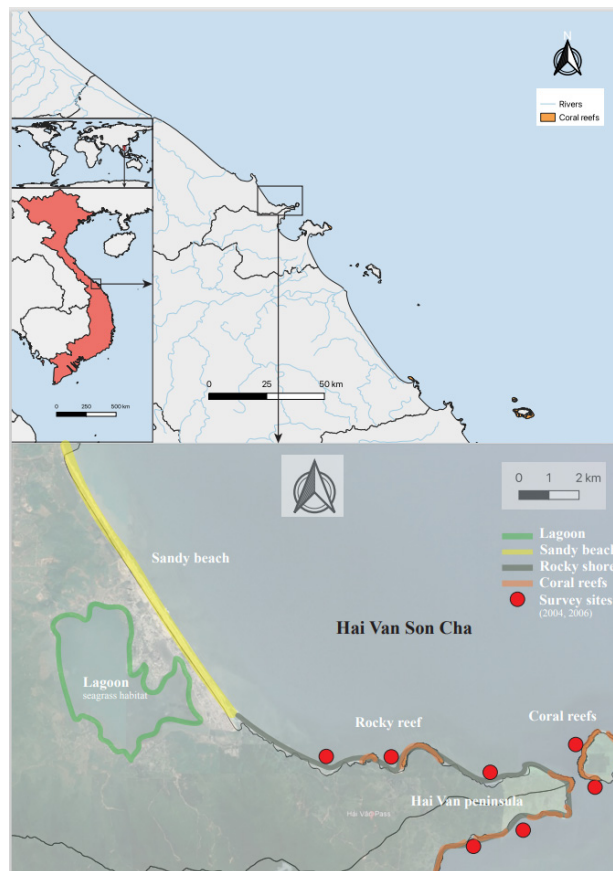 N
Rivers
Coral reefs
0 25 50 km
0 250 500 km
0 1 2 km
Lagoon
Sandy beach
Rocky shore
Coral reefs
Survey sites
(2004, 2006)
Sandy beach
Hai Van Son Cha
Lagoon
seagrass habitat
Rocky reef
Coral reefs
Hai Van peninsula
Pass